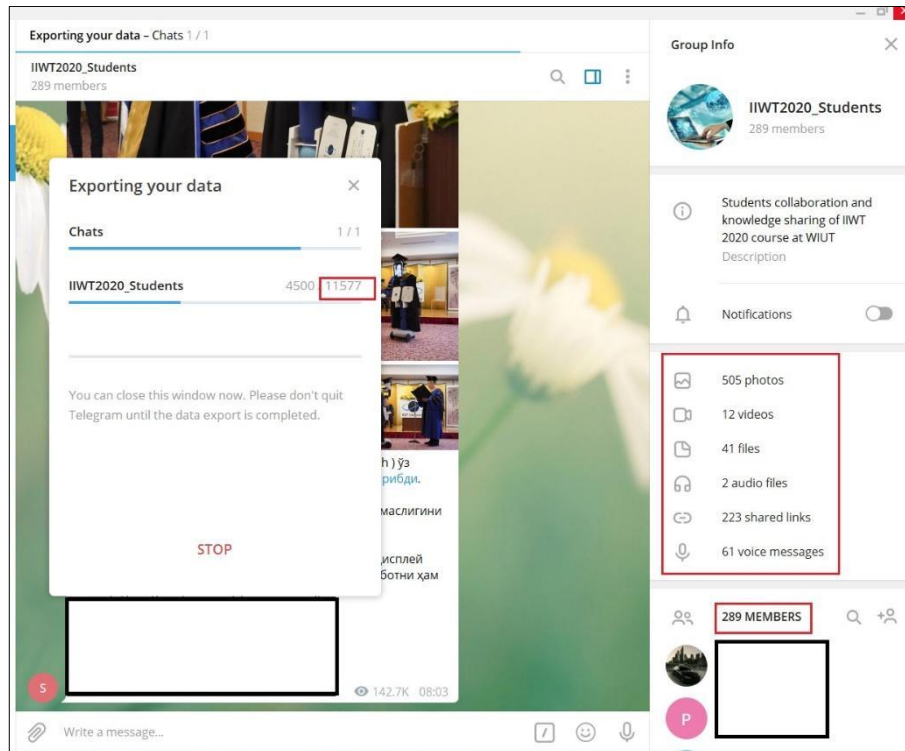 Exporting your data – Chats 1 / 1
IIWT2020_Students
289 members
Exporting your data
Chats 1 / 1
IIWT2020_Students 4500 / 11577
You can close this window now. Please don't quit
Telegram until the data export is completed.
STOP
h ) ўз
рибди.
маслигини
дисплей
ботни ҳам
S
142.7K 08:03
Write a message...
Group Info
IIWT2020_Students
289 members
Students collaboration and
knowledge sharing of IIWT
2020 course at WIUT
Description
Notifications
505 photos
12 videos
41 files
2 audio files
223 shared links
61 voice messages
289 MEMBERS
P